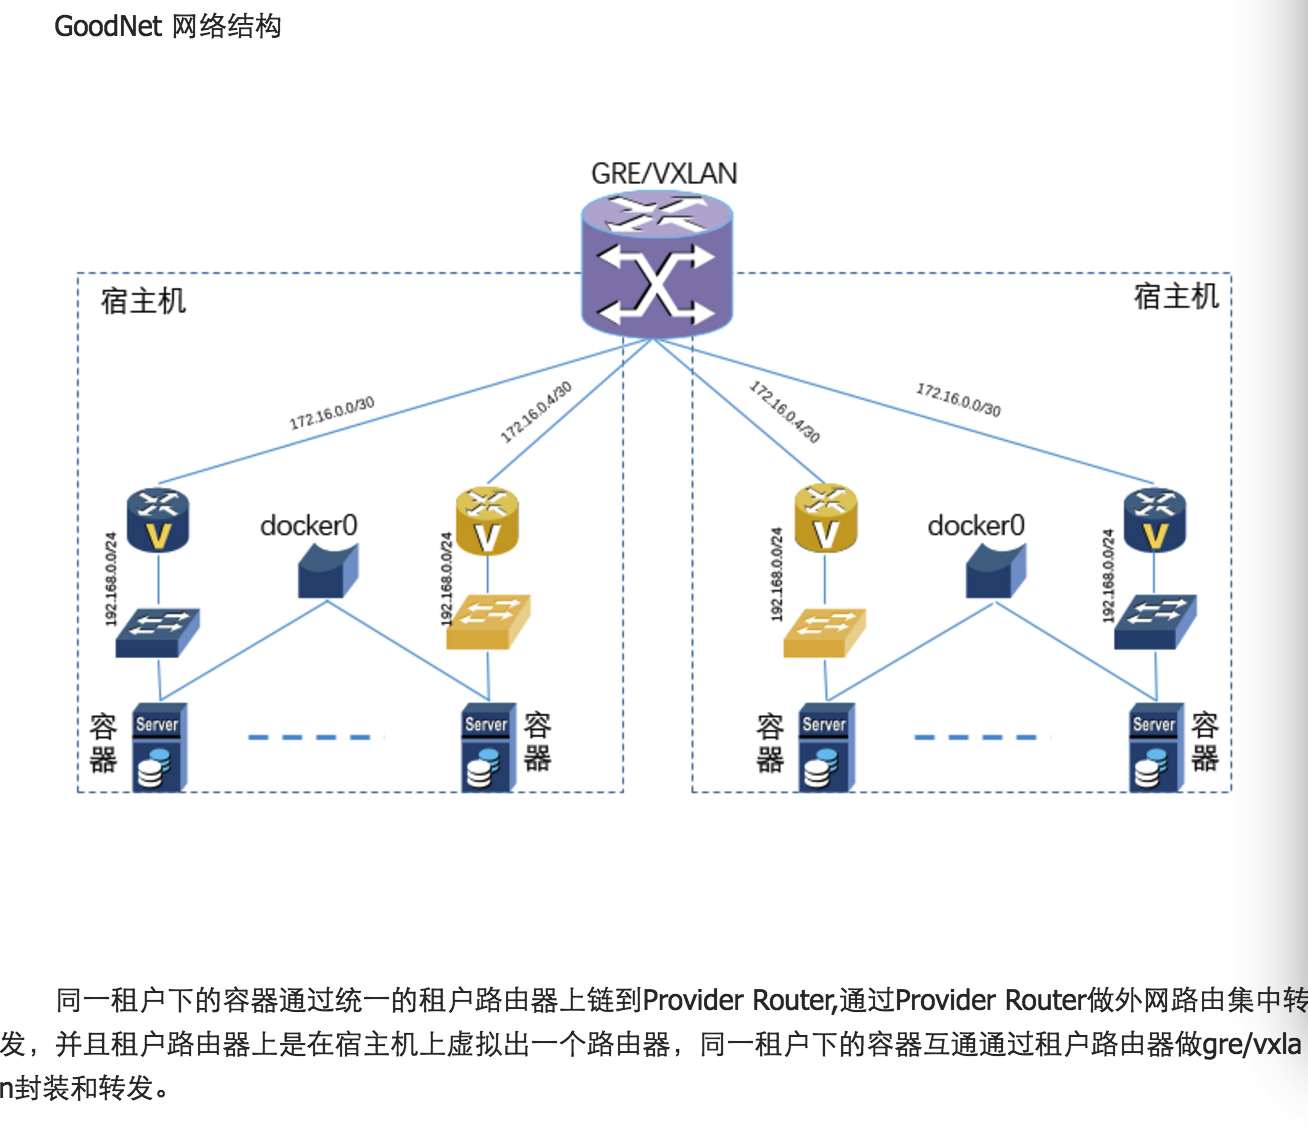 GoodNet 网络结构
GRE/VXLAN
宿主机
宿主机
172.16.0.0/30
172.16.0.4/30
172.16.0.4/30
172.16.0.0/30
V
docker0
V
V
docker0
V
192.168.0.0/24
192.168.0.0/24
192.168.0.0/24
192.168.0.0/24
容器
Server
Server
容器
容器
Server
Server
容器
同一租户下的容器通过统一的租户路由器上链到Provider Router,通过Provider Router做外网路由集中转
发，并且租户路由器上是在宿主机上虚拟出一个路由器，同一租户下的容器互通通过租户路由器做gre/vxla
n封装和转发。